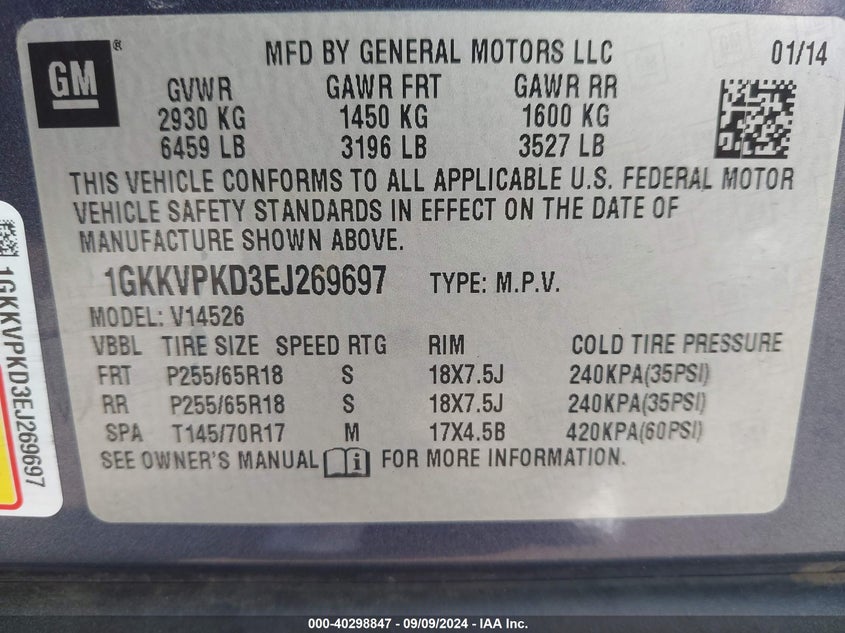 GM ®
MFD BY GENERAL MOTORS LLC 01/14
GVWR GAWR FRT GAWR RR
2930 KG 1450 KG 1600 KG
6459 LB 3196 LB 3527 LB
THIS VEHICLE CONFORMS TO ALL APPLICABLE U.S. FEDERAL MOTOR
VEHICLE SAFETY STANDARDS IN EFFECT ON THE DATE OF
MANUFACTURE SHOWN ABOVE.
1GKKVPKD3EJ269697 TYPE: M.P.V.
MODEL: V14526
VBBL TIRE SIZE SPEED RTG RIM COLD TIRE PRESSURE
FRT P255/65R18 S 18X7.5J 240KPA(35PSI)
RR P255/65R18 S 18X7.5J 240KPA(35PSI)
SPA T145/70R17 M 17X4.5B 420KPA(60PSI)
SEE OWNER'S MANUAL i FOR MORE INFORMATION.
1GKKVPKD3EJ269697
000-40298847 - 09/09/2024 - IAA Inc.